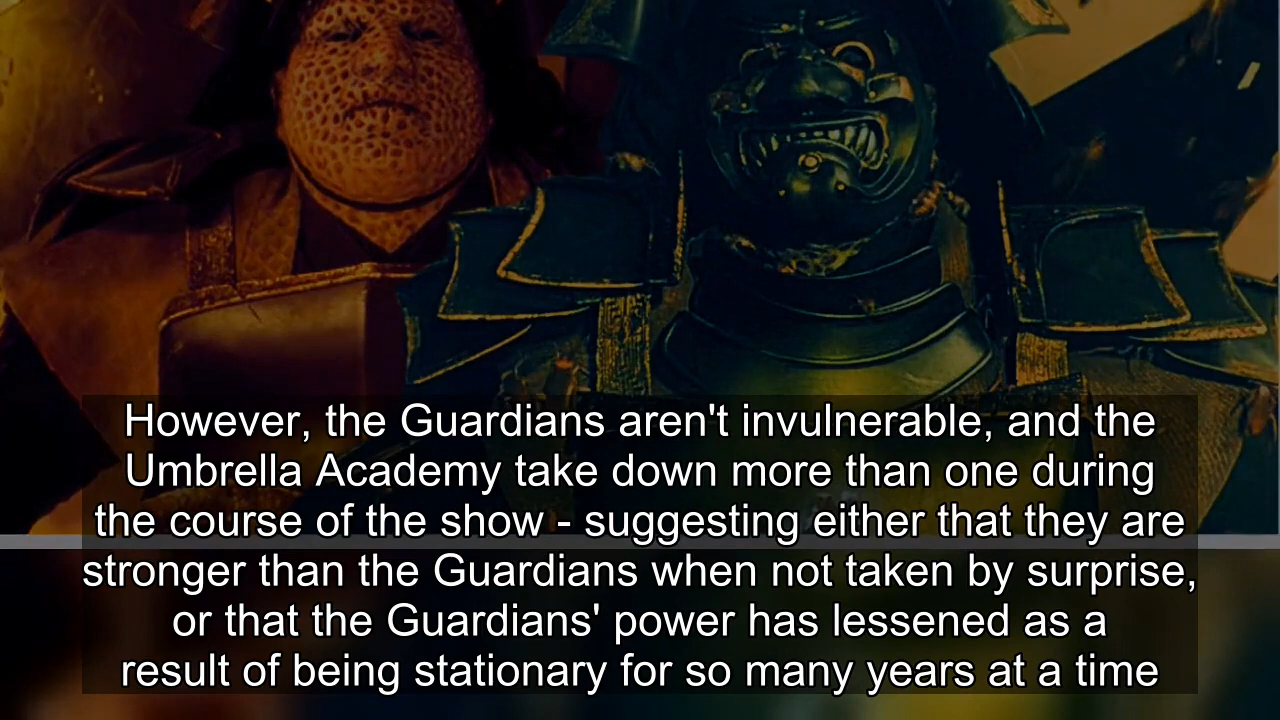 However, the Guardians aren't invulnerable, and the
Umbrella Academy take down more than one during
the course of the show - suggesting either that they are
stronger than the Guardians when not taken by surprise,
or that the Guardians' power has lessened as a
result of being stationary for so many years at a time